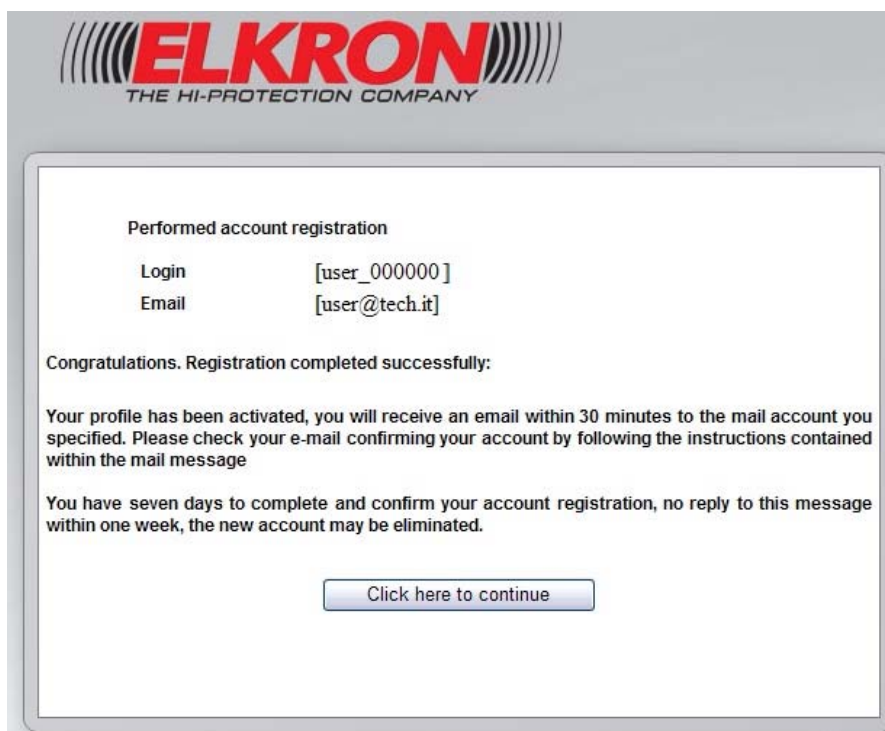 ELKRON
THE HI-PROTECTION COMPANY
Performed account registration
Login [user_000000]
Email [user@tech.it]
Congratulations. Registration completed successfully:
Your profile has been activated, you will receive an email within 30 minutes to the mail account you
specified. Please check your e-mail confirming your account by following the instructions contained
within the mail message
You have seven days to complete and confirm your account registration, no reply to this message
within one week, the new account may be eliminated.
Click here to continue